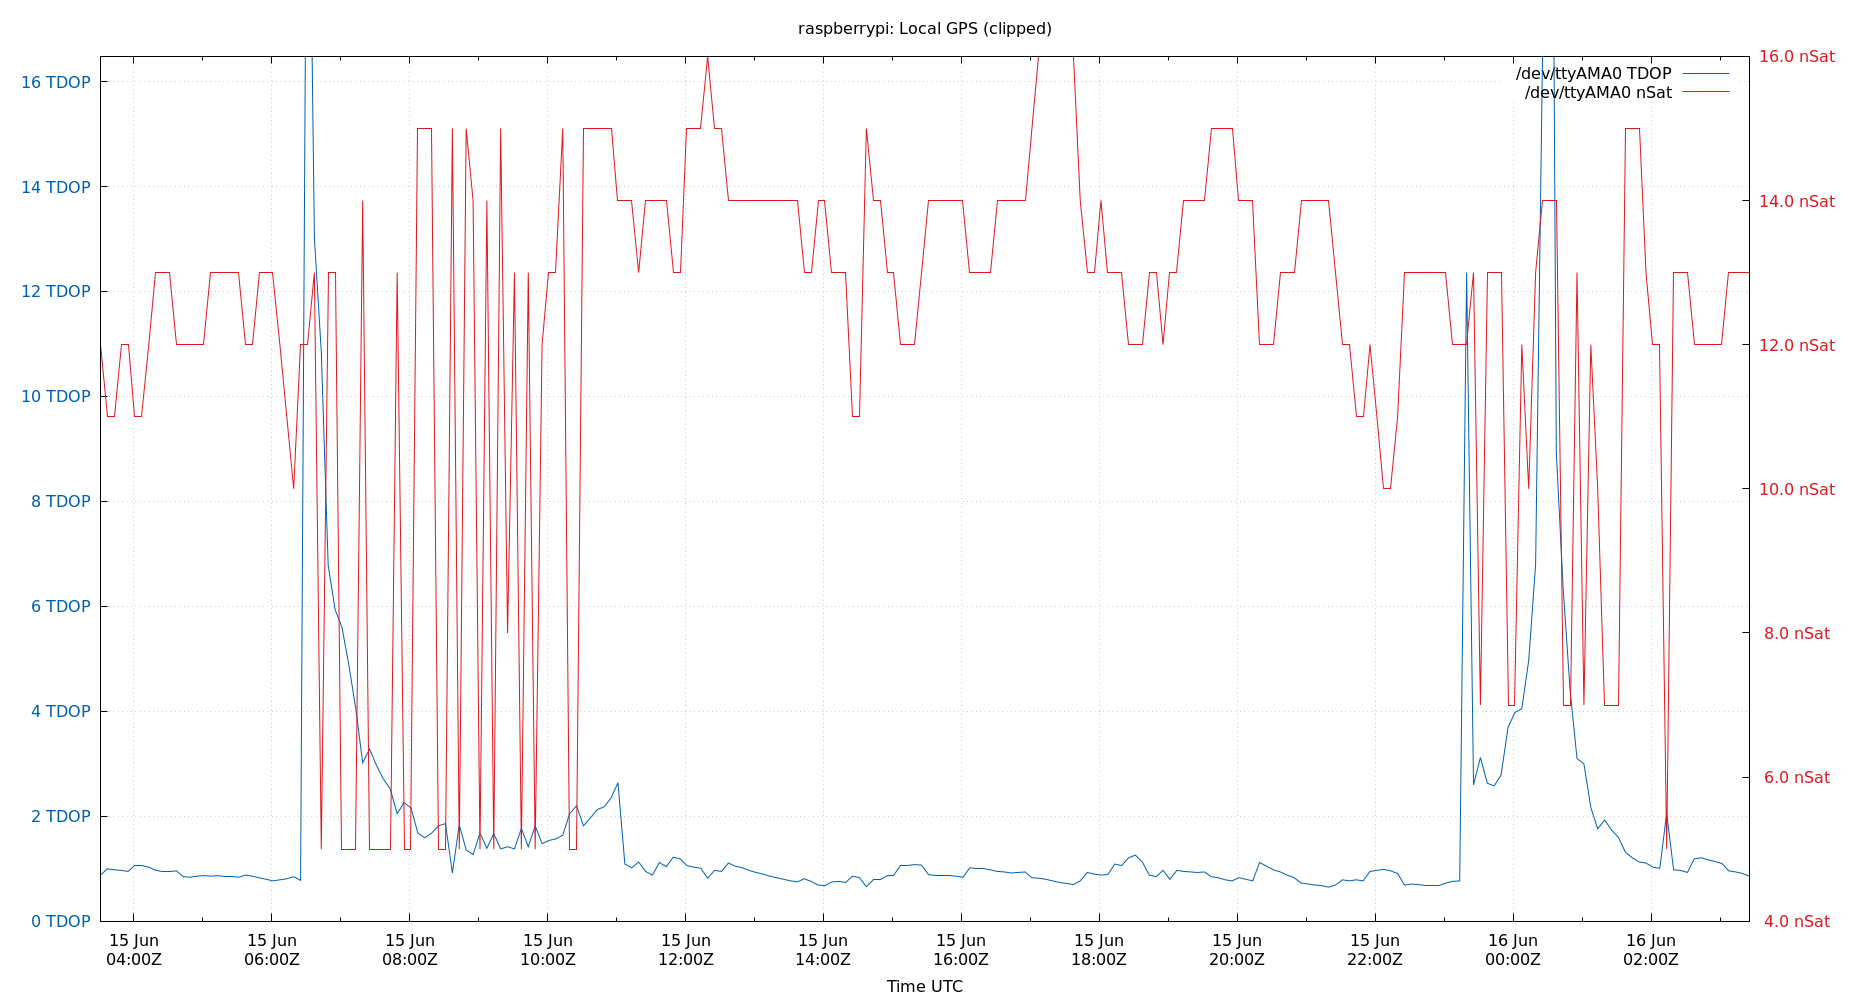 raspberrypi: Local GPS (clipped)
/dev/ttyAMA0 TDOP
/dev/ttyAMA0 nSat
16 TDOP
14 TDOP
12 TDOP
10 TDOP
8 TDOP
6 TDOP
4 TDOP
2 TDOP
0 TDOP
16.0 nSat
14.0 nSat
12.0 nSat
10.0 nSat
8.0 nSat
6.0 nSat
4.0 nSat
15 Jun 15 Jun 15 Jun 15 Jun 15 Jun 15 Jun 15 Jun 15 Jun 15 Jun 15 Jun 16 Jun 16 Jun
04:00Z 06:00Z 08:00Z 10:00Z 12:00Z 14:00Z 16:00Z 18:00Z 20:00Z 22:00Z 00:00Z 02:00Z
Time UTC